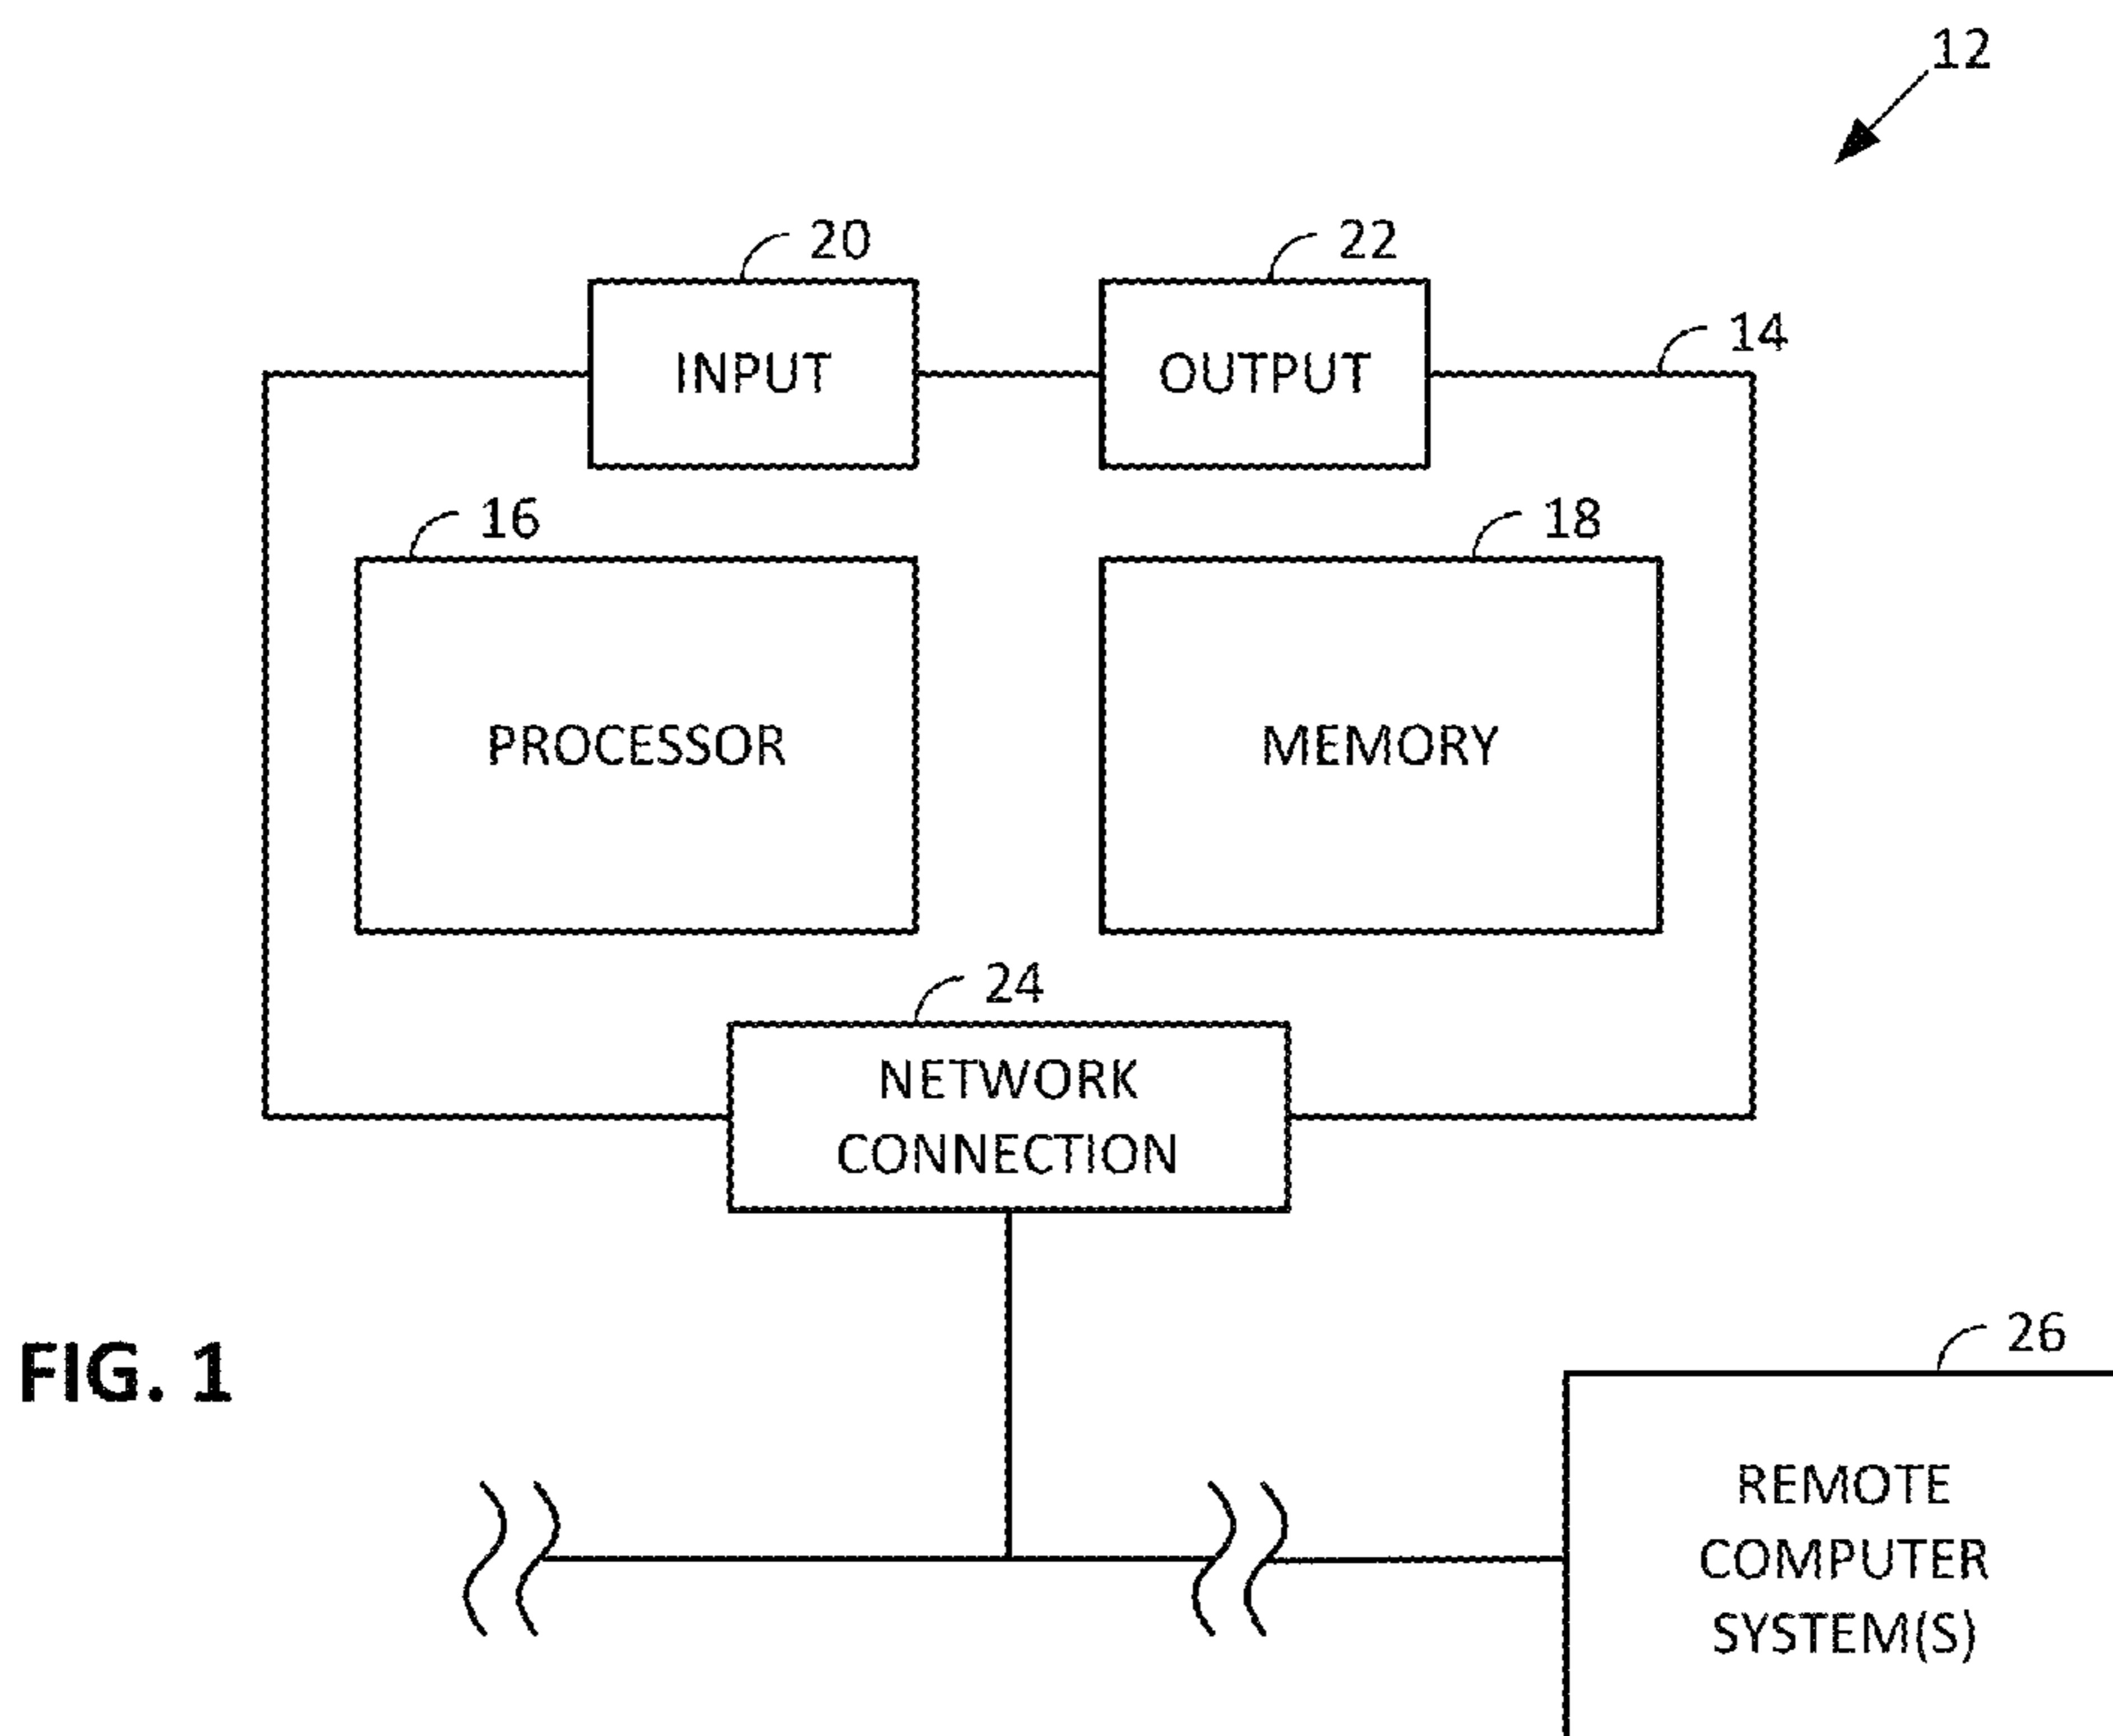 12
20
22
14
INPUT
OUTPUT
16
18
PROCESSOR
MEMORY
24
NETWORK
CONNECTION
26
FIG. 1
REMOTE
COMPUTER
SYSTEM(S)